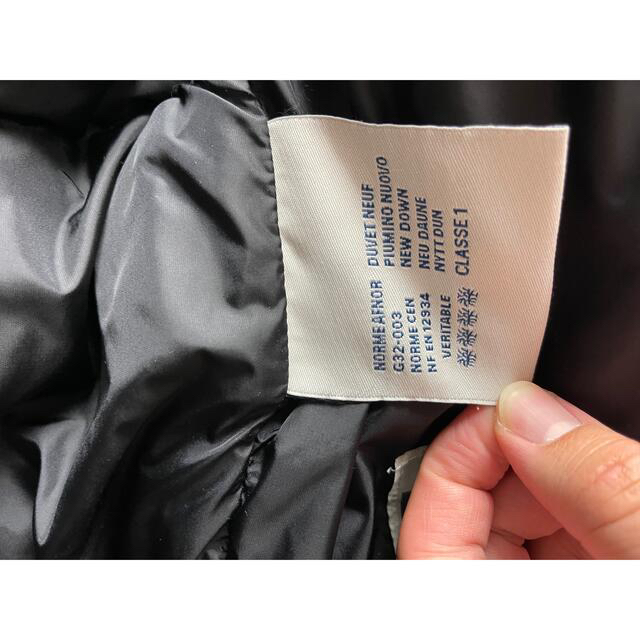 NORME AFNOR DUVET NEUF
G32-003 PIUMINO NUOVO
NORME CEN NEW DOWN
NF EN 12934 NEU DAUNE
VERITABLE NYTT DUN
CLASSE 1